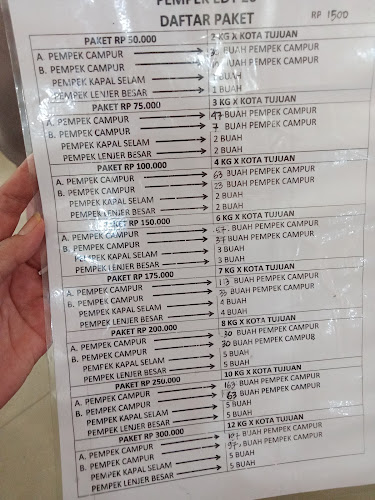 DAFTAR PAKET
RP 1500
PAKET RP 50.000 2 KG X KOTA TUJUAN
A. PEMPEK CAMPUR BUAH PEMPEK CAMPUR
B. PEMPEK CAMPUR BUAH PEMPEK CAMPUR
PEMPEK KAPAL SELAM 1 BUAH
PEMPEK LENJER BESAR 1 BUAH
PAKET RP 75.000 3 KG X KOTA TUJUAN
A. PEMPEK CAMPUR 47 BUAH PEMPEK CAMPUR
B. PEMPEK CAMPUR 7 BUAH PEMPEK CAMPUR
PEMPEK KAPAL SELAM 2 BUAH
PEMPEK LENJER BESAR 2 BUAH
PAKET RP 100.000 4 KG X KOTA TUJUAN
A. PEMPEK CAMPUR 63 BUAH PEMPEK CAMPUR
B. PEMPEK CAMPUR 23 BUAH PEMPEK CAMPUR
PEMPEK KAPAL SELAM 2 BUAH
PEMPEK LENJER BESAR 2 BUAH
PAKET RP 150.000 6 KG X KOTA TUJUAN
A. PEMPEK CAMPUR BUAH PEMPEK CAMPUR
B. PEMPEK CAMPUR 37 BUAH PEMPEK CAMPUR
PEMPEK KAPAL SELAM 3 BUAH
PEMPEK LENJER BESAR 3 BUAH
PAKET RP 175.000 7 KG X KOTA TUJUAN
A. PEMPEK CAMPUR 113 BUAH PEMPEK CAMPUR
B. PEMPEK CAMPUR 33 BUAH PEMPEK CAMPUR
PEMPEK KAPAL SELAM 4 BUAH
PEMPEK LENJER BESAR 4 BUAH
PAKET RP 200.000 8 KG X KOTA TUJUAN
A. PEMPEK CAMPUR BUAH PEMPEK CAMPUR
B. PEMPEK CAMPUR 30 BUAH PEMPEK CAMPUR
PEMPEK KAPAL SELAM 5 BUAH
PEMPEK LENJER BESAR 5 BUAH
PAKET RP 250.000 10 KG X KOTA TUJUAN
A. PEMPEK CAMPUR 163 BUAH PEMPEK CAMPUR
B. PEMPEK CAMPUR 63 BUAH PEMPEK CAMPUR
PEMPEK KAPAL SELAM 5 BUAH
PEMPEK LENJER BESAR 5 BUAH
PAKET RP 300.000 12 KG X KOTA TUJUAN
A. PEMPEK CAMPUR 197 BUAH PEMPEK CAMPUR
B. PEMPEK CAMPUR 97 BUAH PEMPEK CAMPUR
PEMPEK KAPAL SELAM 5 BUAH
PEMPEK LENJER BESAR 5 BUAH